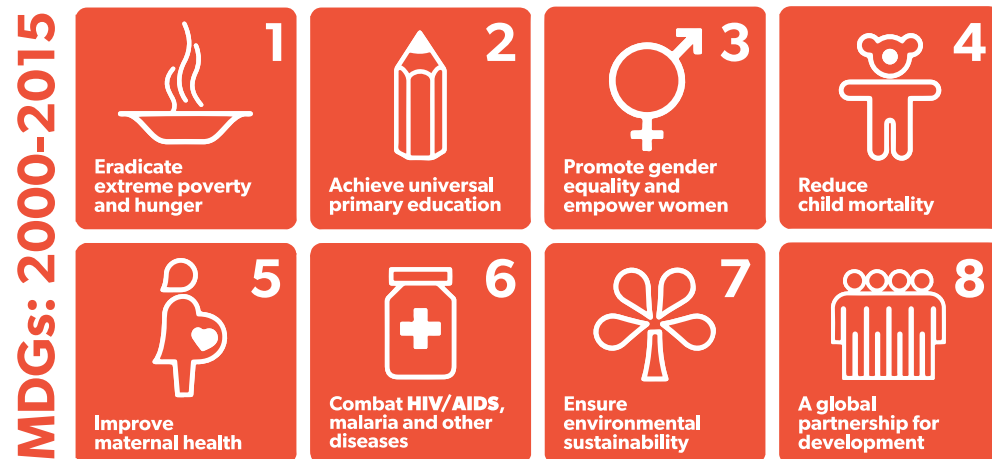 MDGs: 2000-2015
1
Eradicate
extreme poverty
and hunger
2
Achieve universal
primary education
3
Promote gender
equality and
empower women
4
Reduce
child mortality
5
Improve
maternal health
6
Combat HIV/AIDS,
malaria and other
diseases
7
Ensure
environmental
sustainability
8
A global
partnership for
development